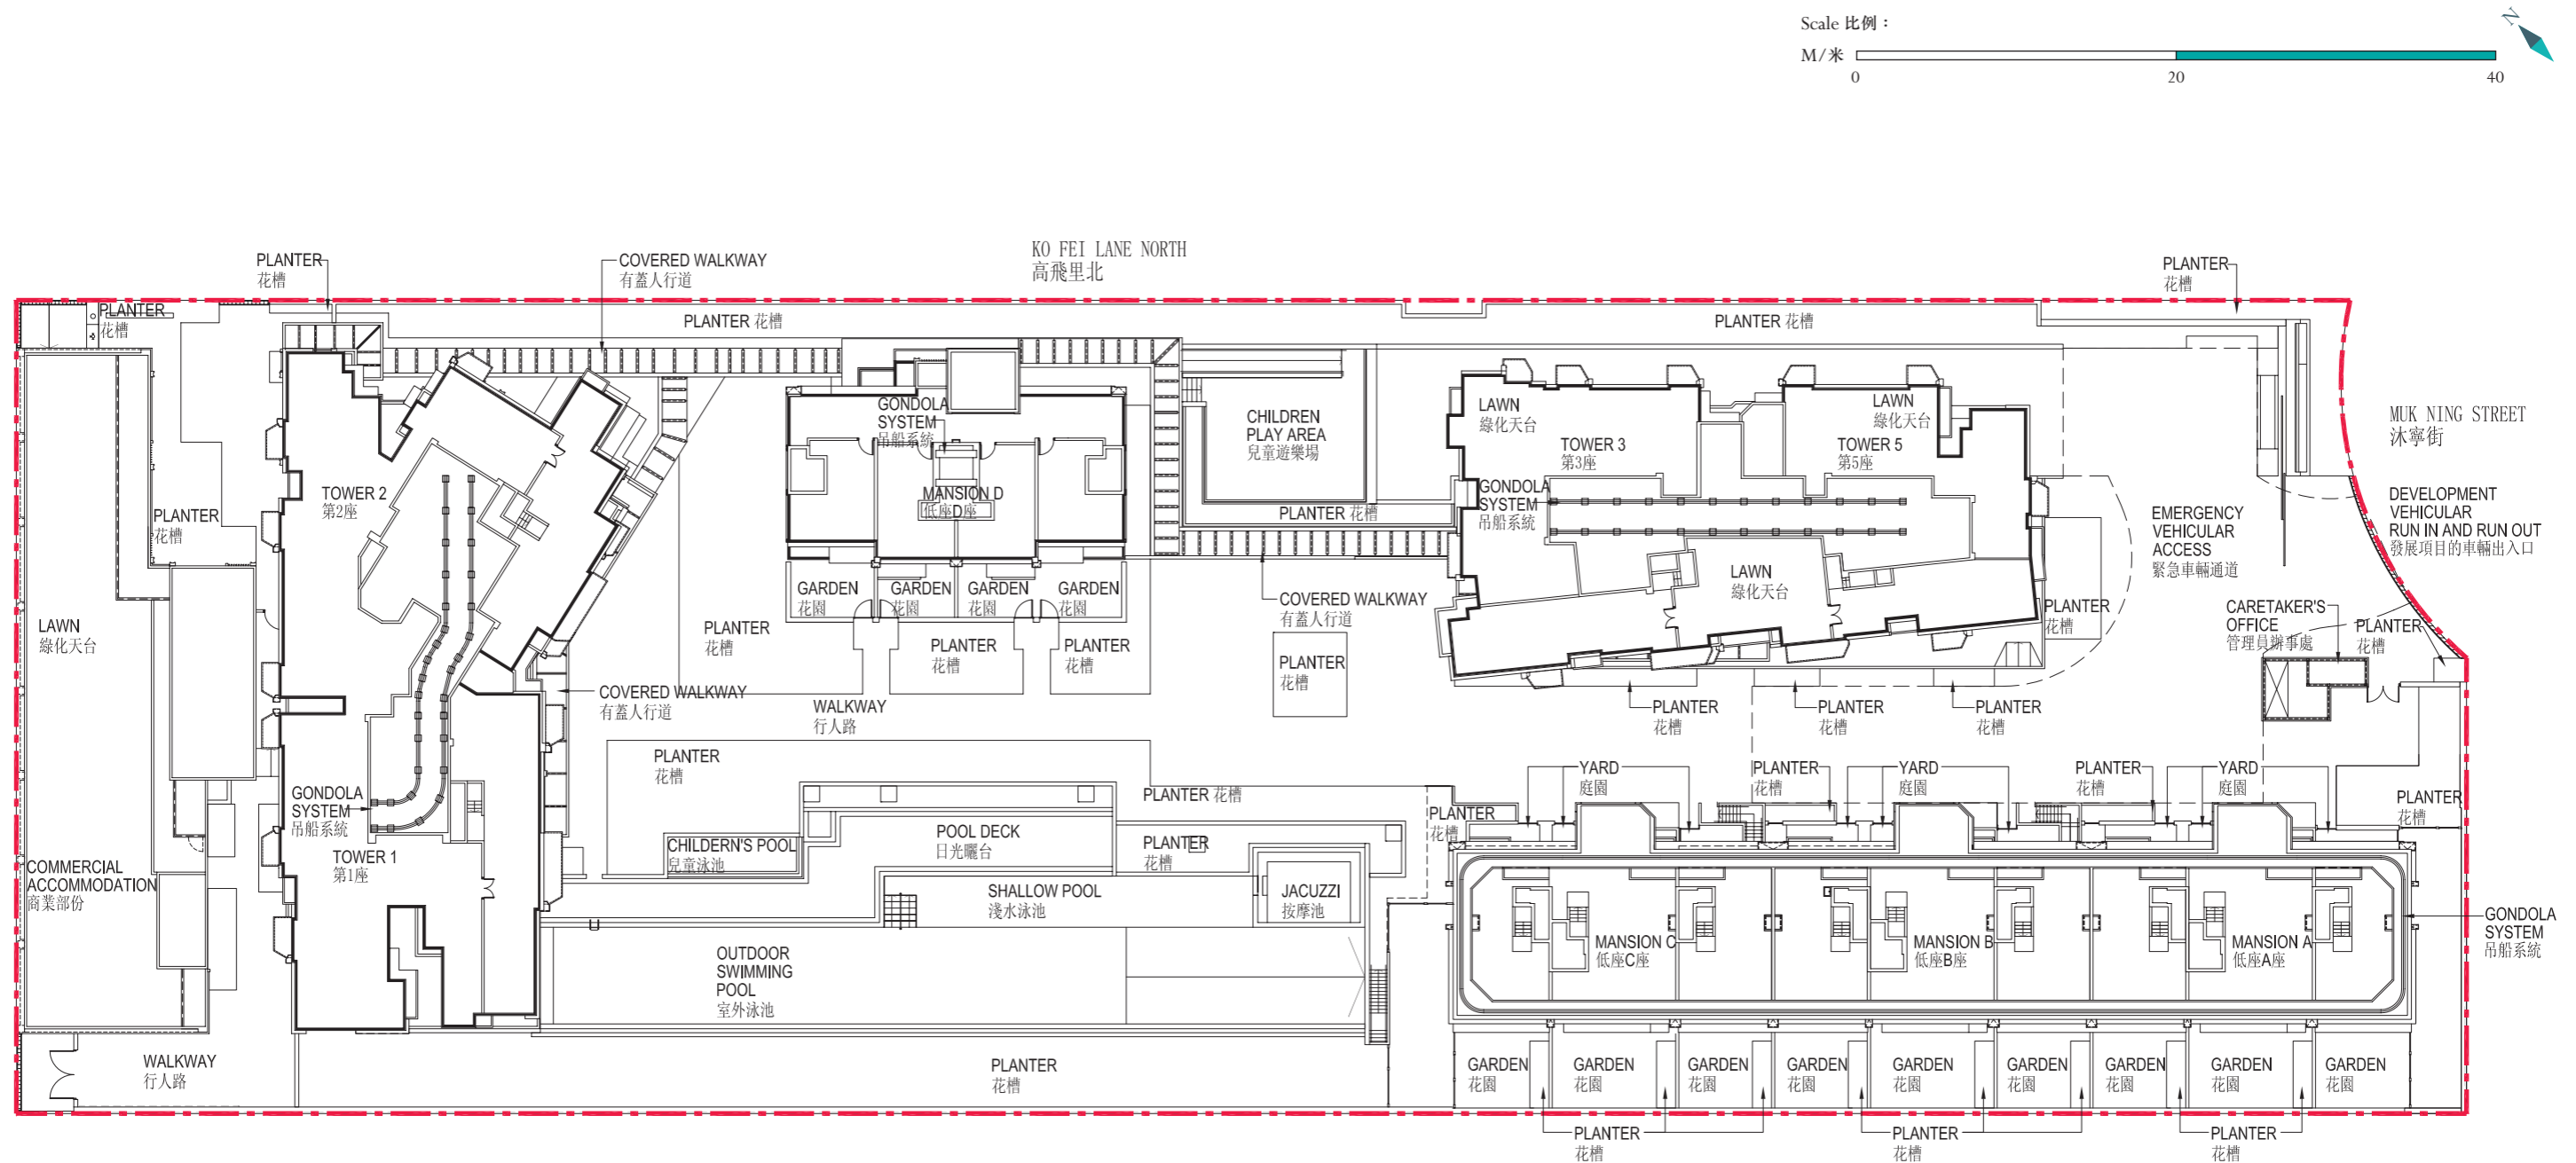 Scale 比例：
M/米
0
20
40
N
KO FEI LANE NORTH
高飛里北
PLANTER
花槽
COVERED WALKWAY
有蓋人行道
PLANTER
花槽
PLANTER
花槽
PLANTER 花槽
PLANTER 花槽
MUK NING STREET
沐寧街
DEVELOPMENT
VEHICULAR
RUN IN AND RUN OUT
發展項目的車輛出入口
GONDOLA
SYSTEM
吊船系統
CHILDREN
PLAY AREA
兒童遊樂場
LAWN
綠化天台
LAWN
綠化天台
TOWER 3
第3座
TOWER 5
第5座
TOWER 2
第2座
MANSION D
低座D座
GONDOLA
SYSTEM
吊船系統
PLANTER
花槽
PLANTER 花槽
EMERGENCY
VEHICULAR
ACCESS
緊急車輛通道
LAWN
綠化天台
GARDEN
花園
GARDEN
花園
GARDEN
花園
GARDEN
花園
COVERED WALKWAY
有蓋人行道
PLANTER
花槽
CARETAKER'S
OFFICE
管理員辦事處
PLANTER
花槽
LAWN
綠化天台
PLANTER
花槽
PLANTER
花槽
PLANTER
花槽
PLANTER
花槽
COVERED WALKWAY
有蓋人行道
WALKWAY
行人路
PLANTER
花槽
PLANTER
花槽
PLANTER
花槽
PLANTER
花槽
YARD
庭園
PLANTER
花槽
YARD
庭園
PLANTER
花槽
YARD
庭園
GONDOLA
SYSTEM
吊船系統
PLANTER 花槽
PLANTER
花槽
PLANTER
花槽
CHILDERN'S POOL
兒童泳池
POOL DECK
日光曬台
PLANTER
花槽
TOWER 1
第1座
COMMERCIAL
ACCOMMODATION
商業部份
SHALLOW POOL
淺水泳池
JACUZZI
按摩池
GONDOLA
SYSTEM
吊船系統
MANSION C
低座C座
MANSION B
低座B座
MANSION A
低座A座
OUTDOOR
SWIMMING
POOL
室外泳池
WALKWAY
行人路
PLANTER
花槽
GARDEN
花園
GARDEN
花園
GARDEN
花園
GARDEN
花園
GARDEN
花園
GARDEN
花園
GARDEN
花園
GARDEN
花園
GARDEN
花園
PLANTER
花槽
PLANTER
花槽
PLANTER
花槽